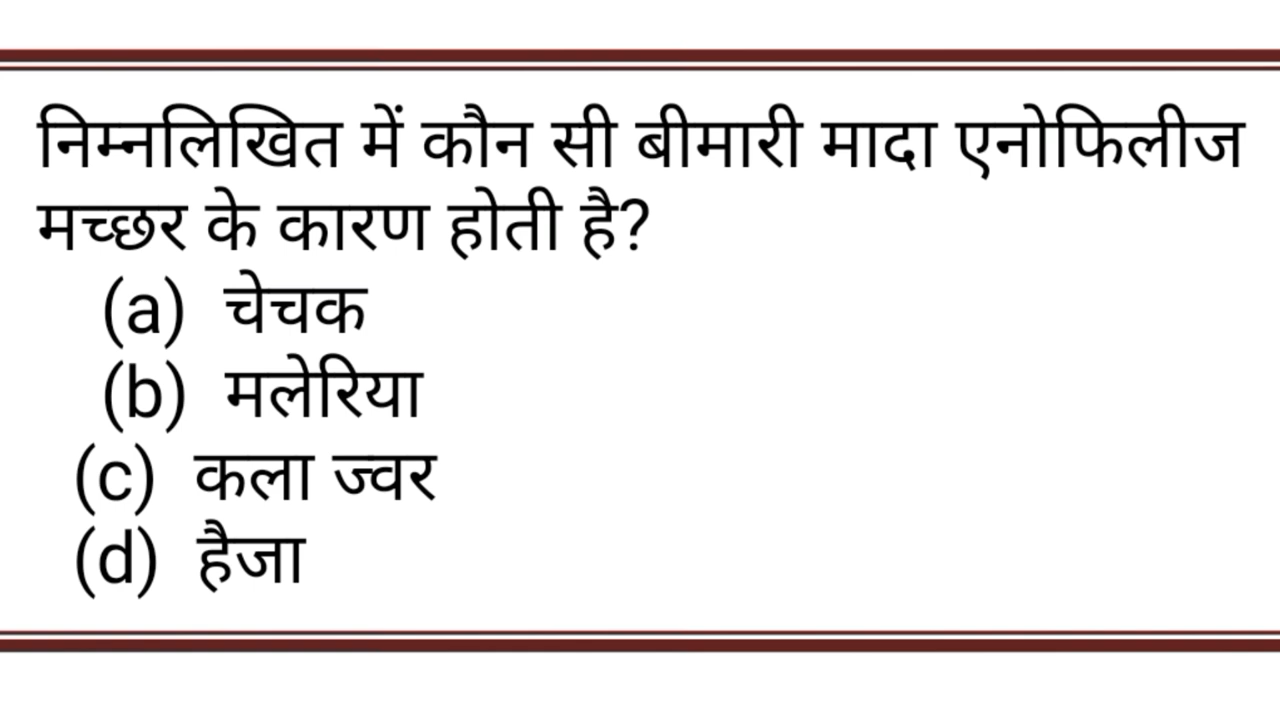 निम्नलिखित में कौन सी बीमारी मादा एनोफिलीज
मच्छर के कारण होती है?
(a) चेचक
(b) मलेरिया
(c) कला ज्वर
(d) हैजा